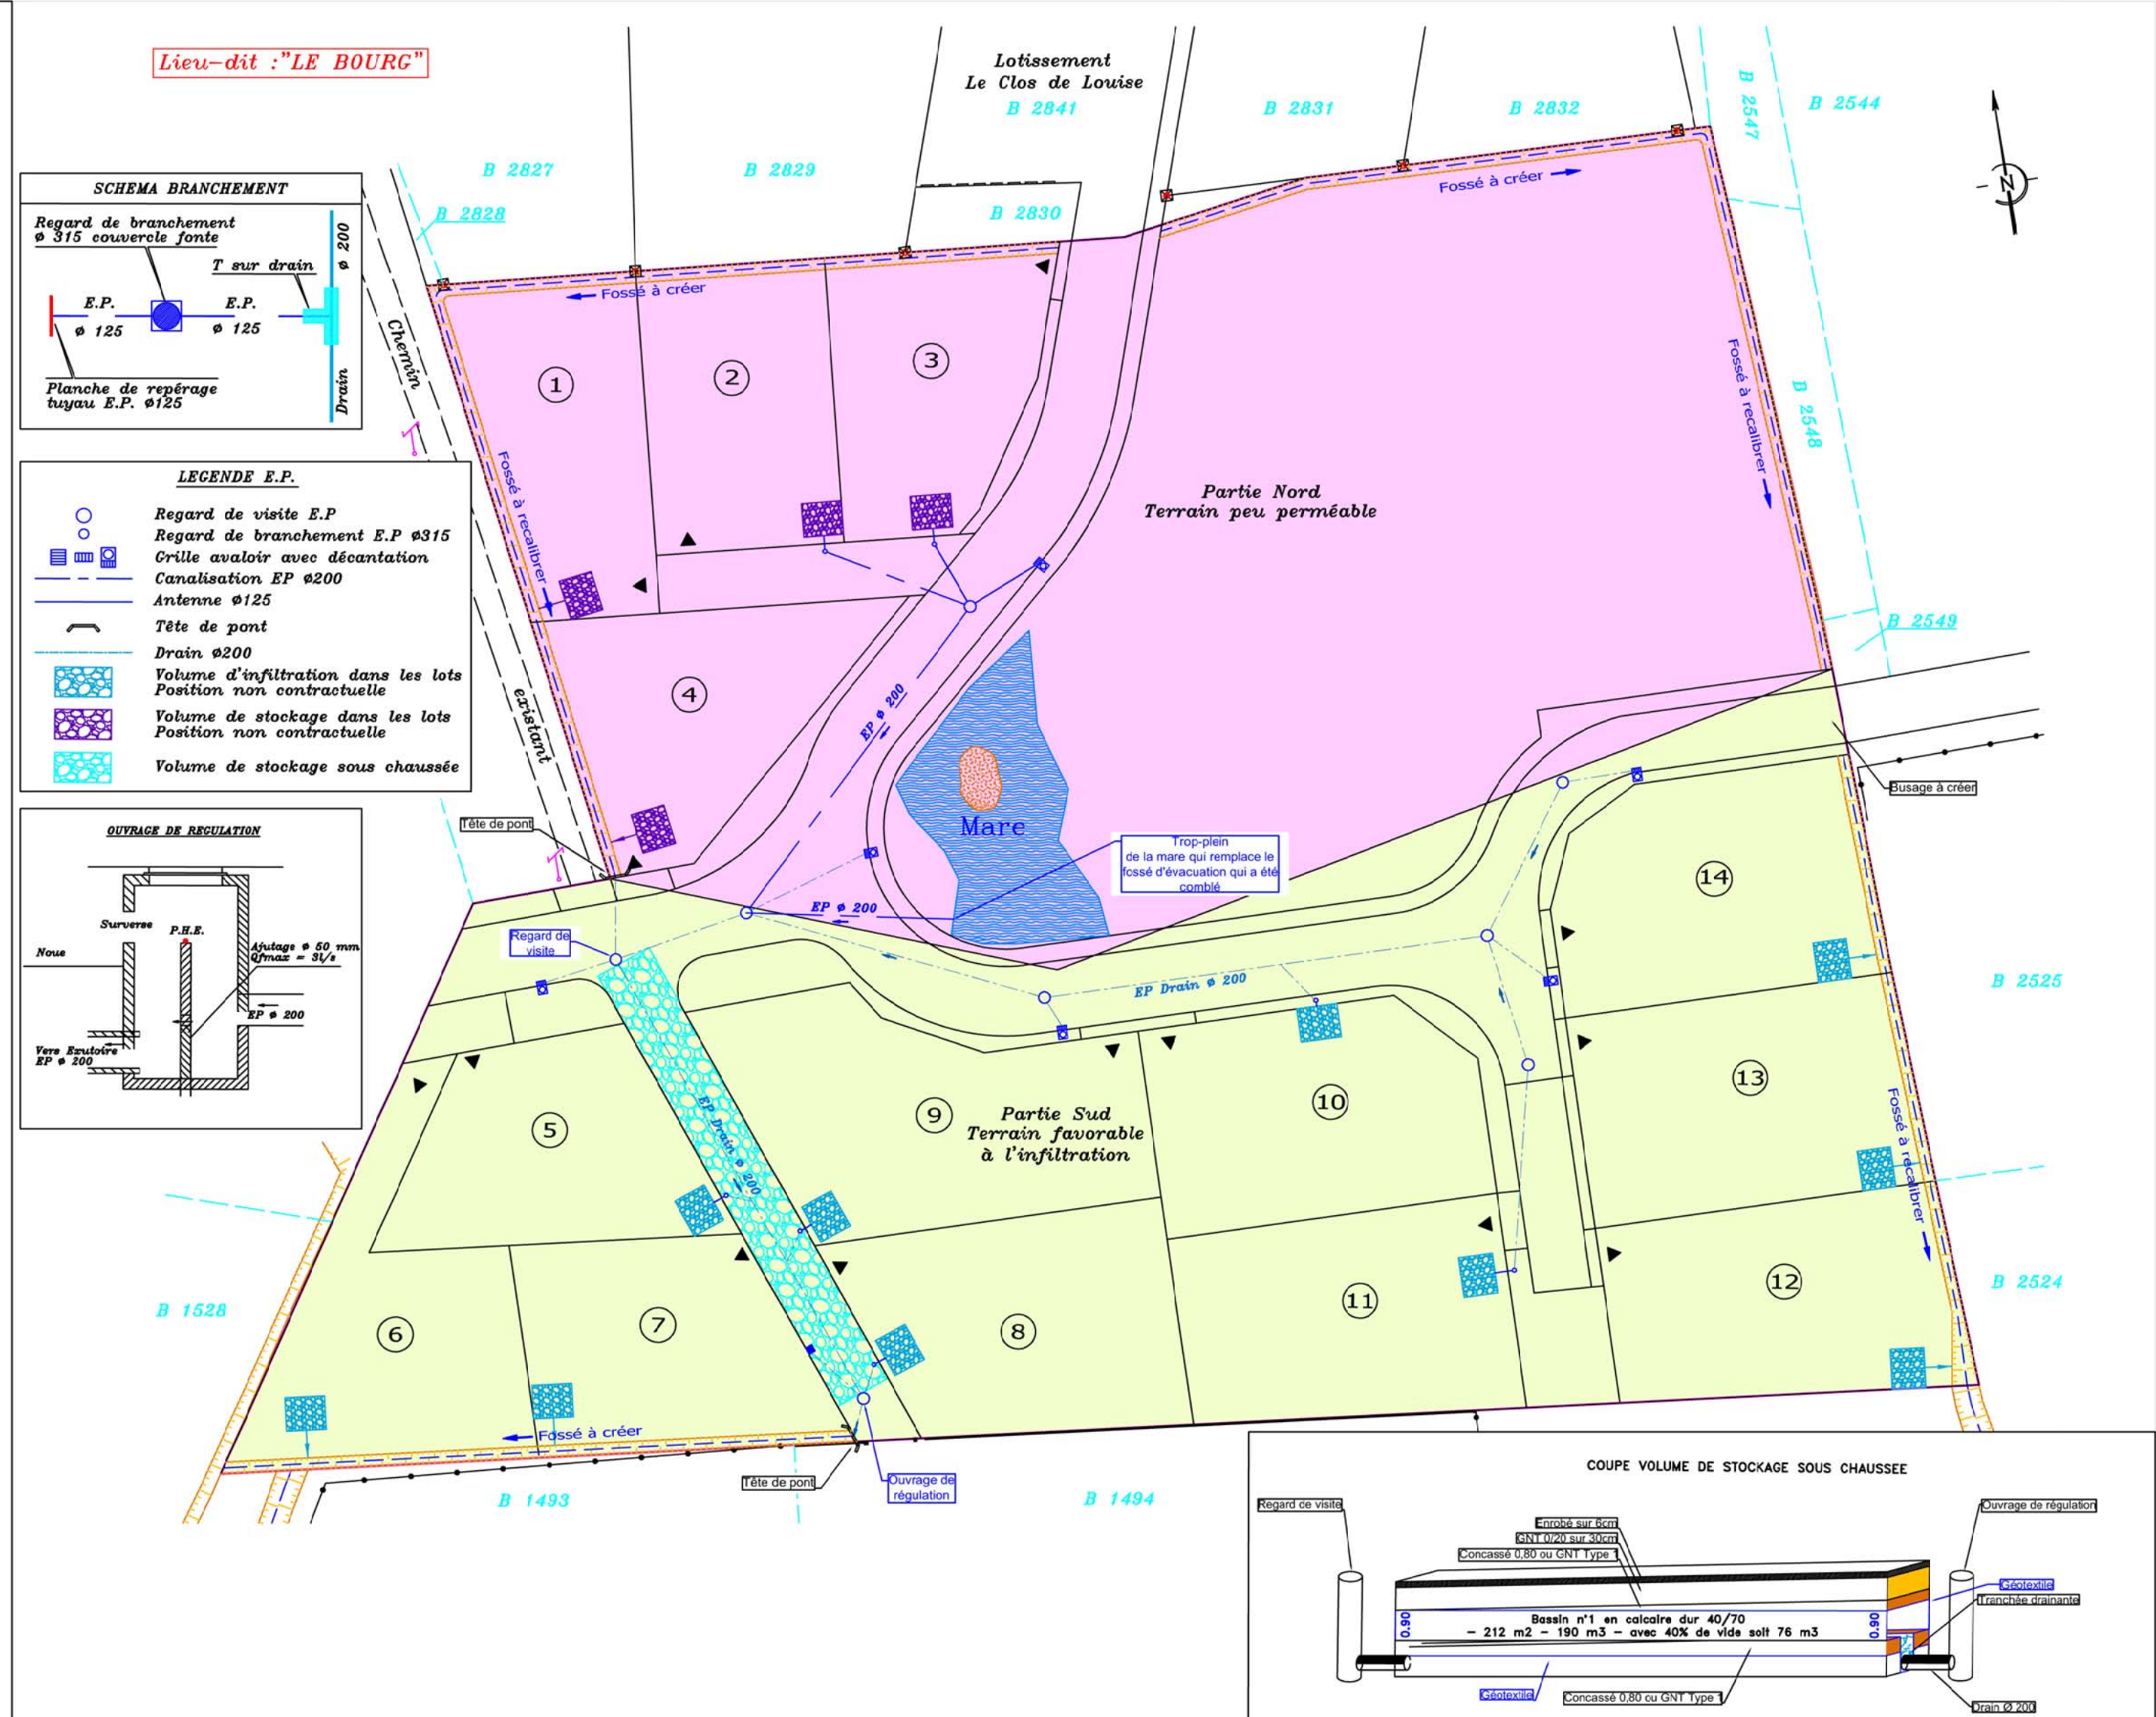 Lieu-dit :"LE BOURG"
Lotissement
Le Clos de Louise
B 2841
B 2831
B 2832
B 2547
B 2544
B 2827
B 2829
B 2828
B 2830
Fossé à créer
Fossé à créer
N
SCHEMA BRANCHEMENT
Regard de branchement
ø 315 couvercle fonte
T sur drain
ø 200
E.P.
ø 125
E.P.
ø 125
Drain
Planche de repérage
tuyau E.P. ø125
Chemin
existant
1
2
3
4
Fossé à recalibrer
Fossé à recalibrer
B 2548
B 2549
Partie Nord
Terrain peu perméable
LEGENDE E.P.
Regard de visite E.P
Regard de branchement E.P ø315
Grille avaloir avec décantation
Canalisation EP ø200
Antenne ø125
Tête de pont
Drain ø200
Volume d'infiltration dans les lots
Position non contractuelle
Volume de stockage dans les lots
Position non contractuelle
Volume de stockage sous chaussée
EP ø 200
Mare
Busage à créer
Tête de pont
Trop-plein
de la mare qui remplace le
fossé d'évacuation qui a été
comblé
EP ø 200
Regard de
visite
OUVRAGE DE REGULATION
Surverse
P.H.E.
Noue
Ajutage ø 50 mm
Qfmax = 3l/s
EP ø 200
Vers Exutoire
EP ø 200
EP Drain ø 200
EP Drain ø 200
14
13
12
10
9
5
6
7
8
11
Partie Sud
Terrain favorable
à l'infiltration
Fossé à recalibrer
B 2525
B 2524
B 1528
Fossé à créer
B 1493
Tête de pont
Ouvrage de
régulation
B 1494
COUPE VOLUME DE STOCKAGE SOUS CHAUSSEE
Regard de visite
Ouvrage de régulation
Enrobé sur 6cm
GNT 0/20 sur 30cm
Concassé 0,80 ou GNT Type 1
Géotextile
Tranchée drainante
0.90
Bassin n°1 en calcaire dur 40/70
- 212 m2 - 190 m3 - avec 40% de vide soit 76 m3
0.90
Géotextile
Concassé 0,80 ou GNT Type 1
Drain Ø 200